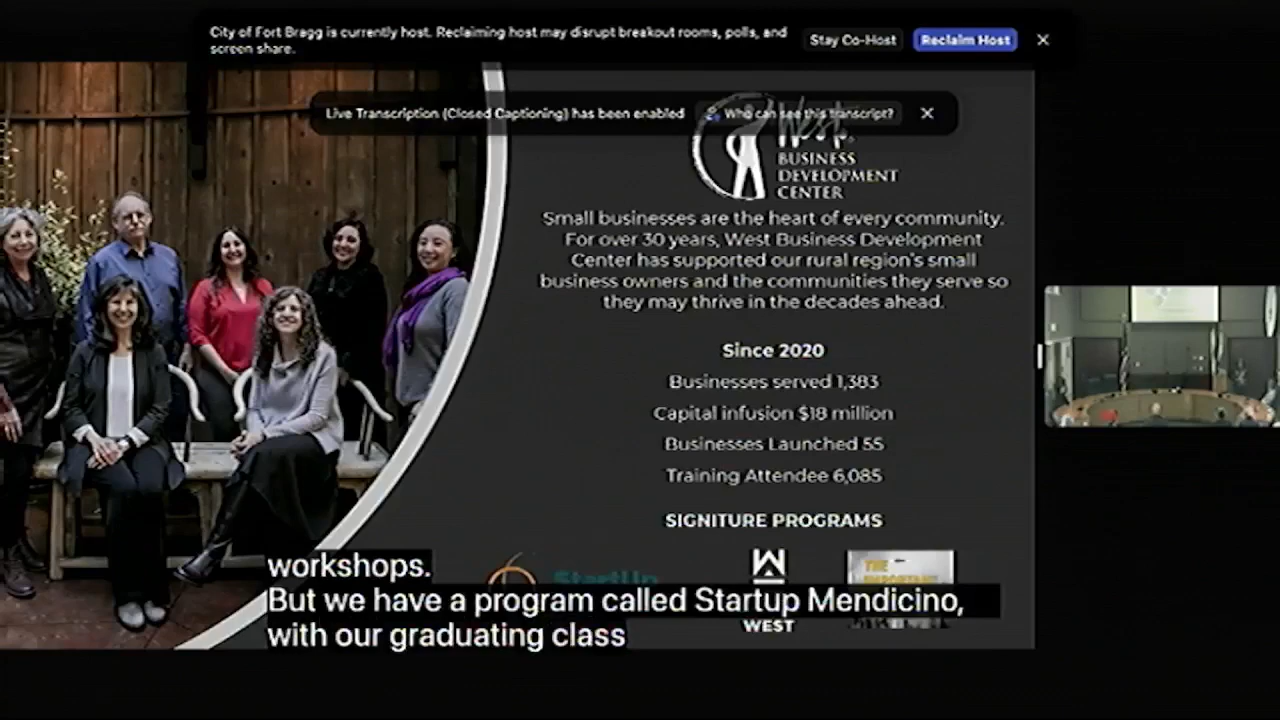 City of Fort Bragg is currently host. Reclaiming host may disrupt breakout rooms, polls, and
screen share.
Stay Co-Host
Reclaim Host
Live Transcription (Closed Captioning) has been enabled
Who can see this transcript?
West
BUSINESS
DEVELOPMENT
CENTER
Small businesses are the heart of every community.
For over 30 years, West Business Development
Center has supported our rural region's small
business owners and the communities they serve so
they may thrive in the decades ahead.
Since 2020
Businesses served 1,383
Capital infusion $18 million
Businesses Launched 55
Training Attendee 6,085
SIGNITURE PROGRAMS
StartUp
WEST
THE
workshops.
But we have a program called Startup Mendicino,
with our graduating class